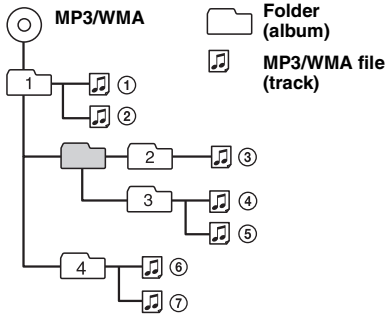 MP3/WMA
Folder
(album)
MP3/WMA file
(track)
1
①
②
2
③
3
④
⑤
4
⑥
⑦